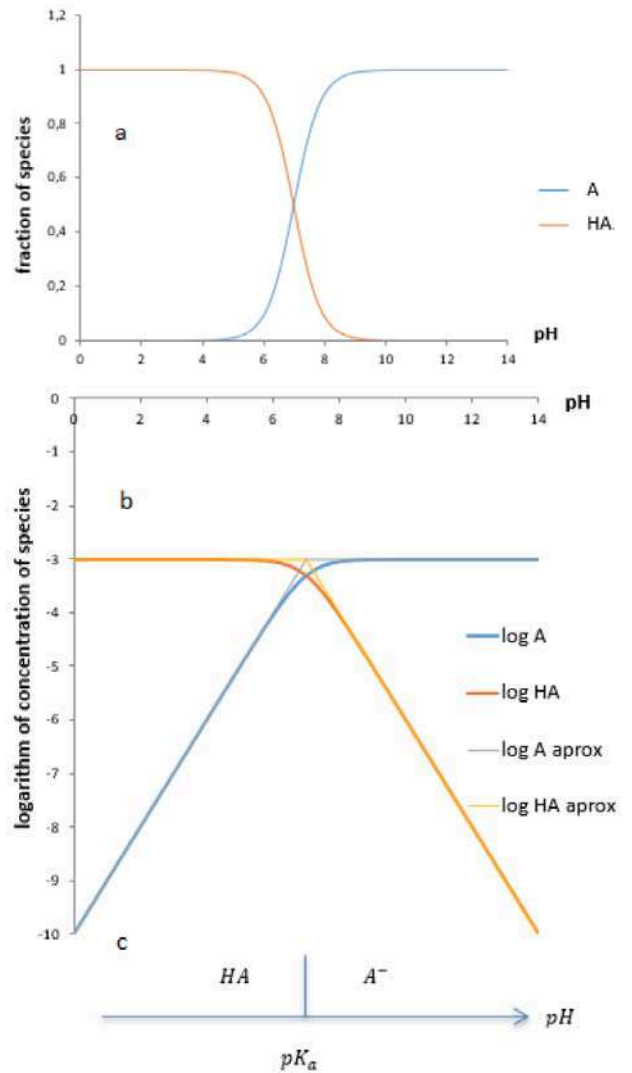 1,2
1
0,8
0,6
0,4
0,2
0
fraction of species
a
A
HA
0 2 4 6 8 10 12 14
pH
0
0 2 4 6 8 10 12 14
pH
-1
-2
-3
-4
-5
-6
-7
-8
-9
-10
logarithm of concentration of species
b
log A
log HA
log A aprox
log HA aprox
c
HA A⁻
pH
pKₐ